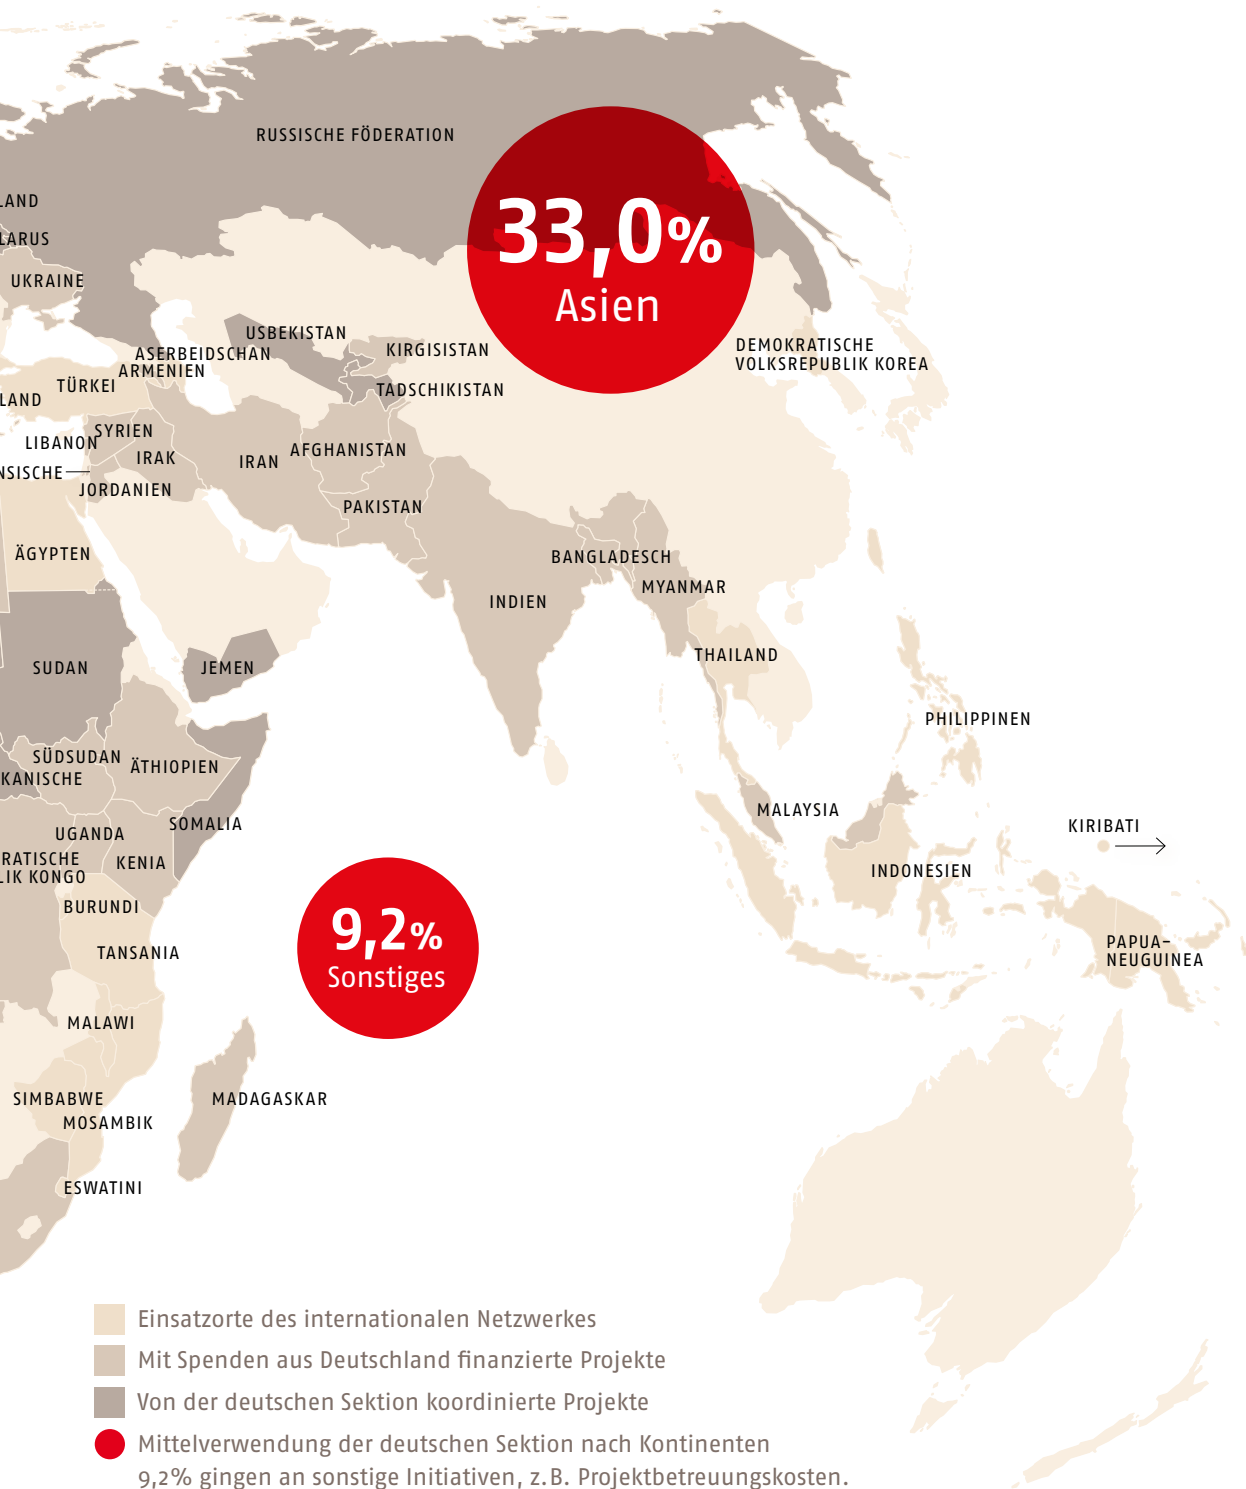 RUSSISCHE FÖDERATION
LAND
LARUS
UKRAINE
33,0%
Asien
USBEKISTAN
ASERBEIDSCHAN
ARMENIEN
KIRGISISTAN
TÜRKEI
TADSCHIKISTAN
LAND
DEMOKRATISCHE
VOLKSREPUBLIK KOREA
SYRIEN
LIBANON
IRAK
IRAN
AFGHANISTAN
NSISCHE
JORDANIEN
PAKISTAN
ÄGYPTEN
BANGLADESCH
MYANMAR
INDIEN
SUDAN
JEMEN
THAILAND
PHILIPPINEN
SÜDSUDAN
KANISCHE
ÄTHIOPIEN
MALAYSIA
SOMALIA
UGANDA
KIRIBATI
RATISCHE
LIK KONGO
KENIA
INDONESIEN
BURUNDI
9,2%
Sonstiges
TANSANIA
PAPUA-
NEUGUINEA
MALAWI
SIMBABWE
MOSAMBIK
MADAGASKAR
ESWATINI
Einsatzorte des internationalen Netzwerkes
Mit Spenden aus Deutschland finanzierte Projekte
Von der deutschen Sektion koordinierte Projekte
Mittelverwendung der deutschen Sektion nach Kontinenten
9,2% gingen an sonstige Initiativen, z.B. Projektbetreuungskosten.